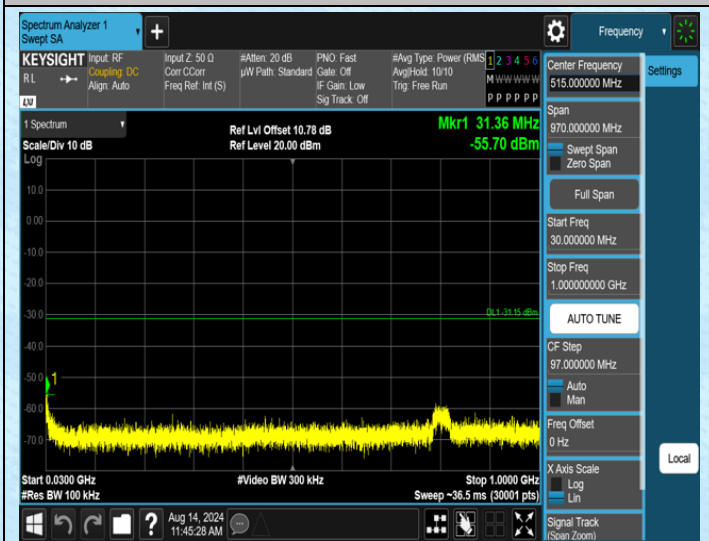 Spectrum Analyzer 1
Swept SA
+
Frequency
KEYSIGHT
RL
LXI
Input: RF
Coupling: DC
Align: Auto
Input Z: 50 Ω
Corr CCorr
Freq Ref: Int (S)
#Atten: 20 dB
µW Path: Standard
PNO: Fast
Gate: Off
IF Gain: Low
Sig Track: Off
#Avg Type: Power (RMS
Avg|Hold: 10/10
Trig: Free Run
1 2 3 4 5 6
M W W W W W
P P P P P P
1 Spectrum
Scale/Div 10 dB
Ref Lvl Offset 10.78 dB
Ref Level 20.00 dBm
Mkr1 31.36 MHz
-55.70 dBm
Log
10.0
0.00
-10.0
-20.0
-30.0
DL1 -31.15 dBm
-40.0
-50.0
1
-60.0
-70.0
Start 0.0300 GHz
#Res BW 100 kHz
#Video BW 300 kHz
Stop 1.0000 GHz
Sweep ~36.5 ms (30001 pts)
?
Aug 14, 2024
11:45:28 AM
Center Frequency
515.000000 MHz
Span
970.000000 MHz
Swept Span
Zero Span
Full Span
Start Freq
30.000000 MHz
Stop Freq
1.000000000 GHz
AUTO TUNE
CF Step
97.000000 MHz
Auto
Man
Freq Offset
0 Hz
X Axis Scale
Log
Lin
Signal Track
(Span Zoom)
Settings
Local